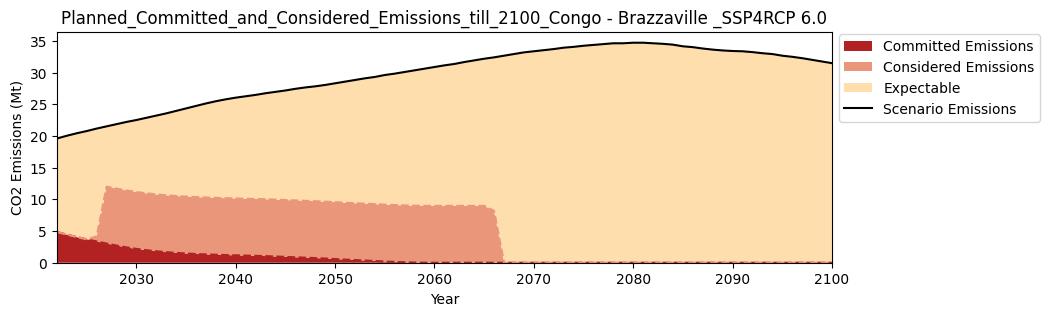 Planned_Committed_and_Considered_Emissions_till_2100_Congo - Brazzaville _SSP4RCP 6.0
35
30
25
20
15
10
5
0
CO2 Emissions (Mt)
2030 2040 2050 2060 2070 2080 2090 2100
Year
Committed Emissions
Considered Emissions
Expectable
Scenario Emissions